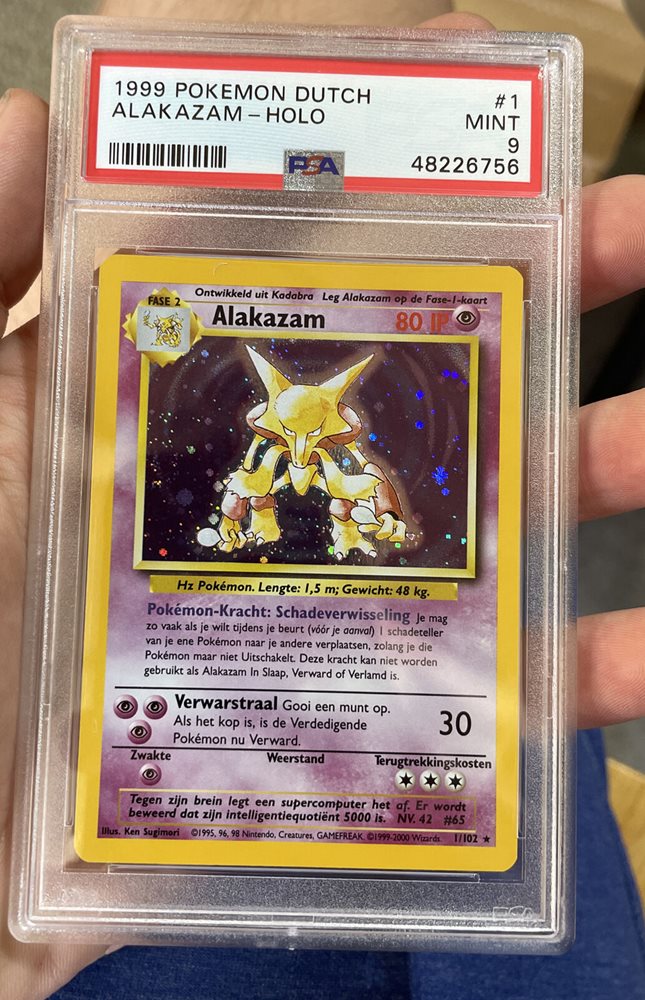 1999 POKEMON DUTCH #1
ALAKAZAM - HOLO MINT
9
PSA 48226756
Ontwikkeld uit Kadabra Leg Alakazam op de Fase-1-kaart
FASE 2
Alakazam 80 IP
Hz Pokémon. Lengte: 1,5 m; Gewicht: 48 kg.
Pokémon-Kracht: Schadeverwisseling Je mag
zo vaak als je wilt tijdens je beurt (vóór je aanval) 1 schadeteller
van je ene Pokémon naar je andere verplaatsen, zolang je die
Pokémon maar niet Uitschakelt. Deze kracht kan niet worden
gebruikt als Alakazam In Slaap, Verward of Verlamd is.
Verwarstraal Gooi een munt op.
Als het kop is, is de Verdedigende 30
Pokémon nu Verward.
Zwakte Weerstand Terugtrekkingskosten
Tegen zijn brein legt een supercomputer het af. Er wordt
beweerd dat zijn intelligentiequotiënt 5000 is. NV. 42 #65
Illus. Ken Sugimori ©1995, 96, 98 Nintendo, Creatures, GAMEFREAK. ©1999-2000 Wizards. 1/102 ★